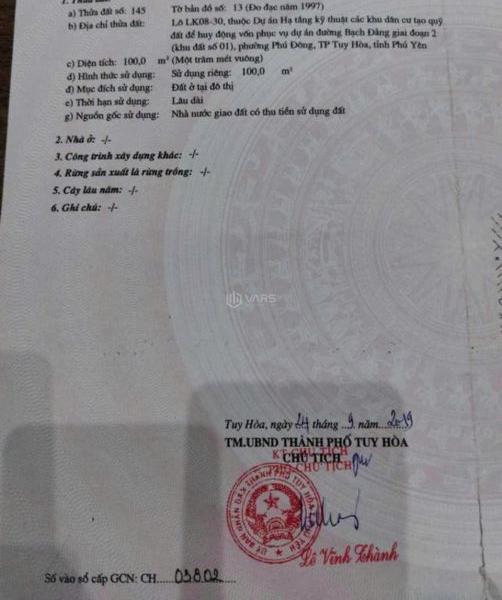 a) Thửa đất số: 145 Tờ bản đồ số: 13 (Đo đạc năm 1997)
b) Địa chỉ thửa đất: Lô LK08-30, thuộc Dự án Hạ tầng kỹ thuật các khu dân cư tạo quỹ
đất để huy động vốn phục vụ dự án đường Bạch Đằng giai đoạn 2
(khu đất số 01), phường Phú Đông, TP Tuy Hòa, tỉnh Phú Yên
c) Diện tích: 100,0 m² (Một trăm mét vuông)
d) Hình thức sử dụng: Sử dụng riêng: 100,0 m²
đ) Mục đích sử dụng: Đất ở tại đô thị
e) Thời hạn sử dụng: Lâu dài
g) Nguồn gốc sử dụng: Nhà nước giao đất có thu tiền sử dụng đất
2. Nhà ở: -/-
3. Công trình xây dựng khác: -/-
4. Rừng sản xuất là rừng trồng: -/-
5. Cây lâu năm: -/-
6. Ghi chú: -/-
VARS
Tuy Hòa, ngày 24 tháng 9 năm 2019
TM.UBND THÀNH PHỐ TUY HÒA
KT.CHỦ TỊCH
CHỦ TỊCH
PHÓ CHỦ TỊCH
Lê Vĩnh Thành
Số vào sổ cấp GCN: CH 03802